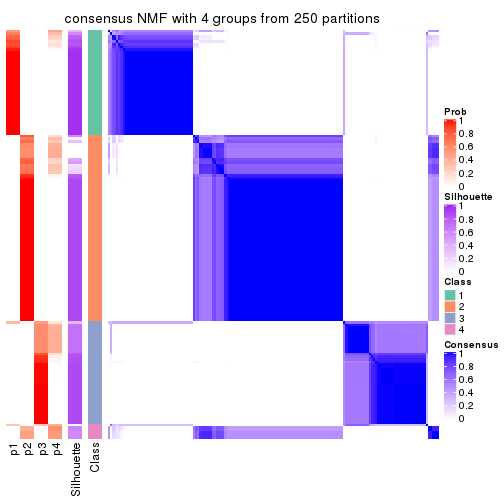 consensus NMF with 4 groups from 250 partitions
Prob
1
0.8
0.6
0.4
0.2
0
Silhouette
1
0.8
0.6
0.4
0.2
0
Class
1
2
3
4
Consensus
1
0.8
0.6
0.4
0.2
0
p1
p2
p3
p4
Silhouette
Class